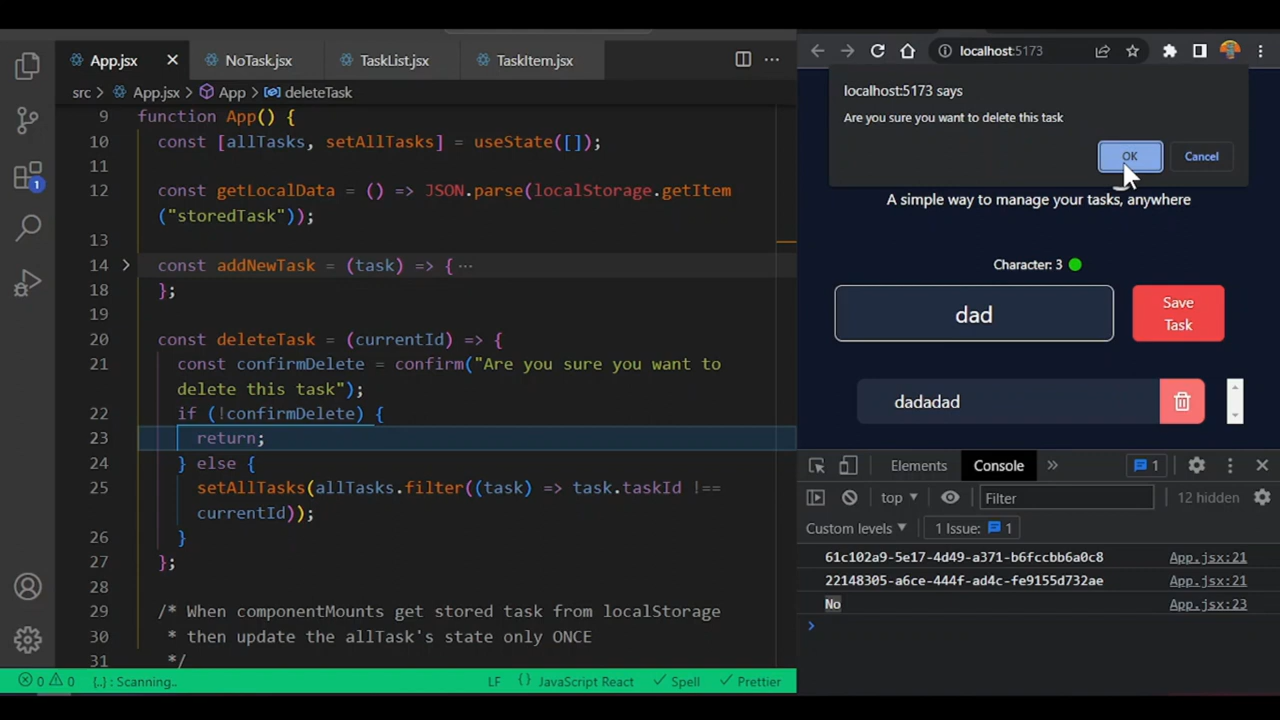 App.jsx
NoTask.jsx
TaskList.jsx
TaskItem.jsx
src > App.jsx > App > deleteTask
9 function App() {
10 const [allTasks, setAllTasks] = useState([]);
11
12 const getLocalData = () => JSON.parse(localStorage.getItem
("storedTask"));
13
14 const addNewTask = (task) => { ···
18 };
19
20 const deleteTask = (currentId) => {
21 const confirmDelete = confirm("Are you sure you want to
delete this task");
22 if (!confirmDelete) {
23 return;
24 } else {
25 setAllTasks(allTasks.filter((task) => task.taskId !==
currentId));
26 }
27 };
28
29 /* When componentMounts get stored task from localStorage
30 * then update the allTask's state only ONCE
31 */
1
0 0 {..} : Scanning.. LF {} JavaScript React Spell Prettier
localhost:5173
localhost:5173 says
Are you sure you want to delete this task
OK Cancel
A simple way to manage your tasks, anywhere
Character: 3
dad
Save
Task
dadadad
Elements Console 1
top Filter 12 hidden
Custom levels 1 Issue: 1
61c102a9-5e17-4d49-a371-b6fccbb6a0c8 App.jsx:21
22148305-a6ce-444f-ad4c-fe9155d732ae App.jsx:21
No App.jsx:23